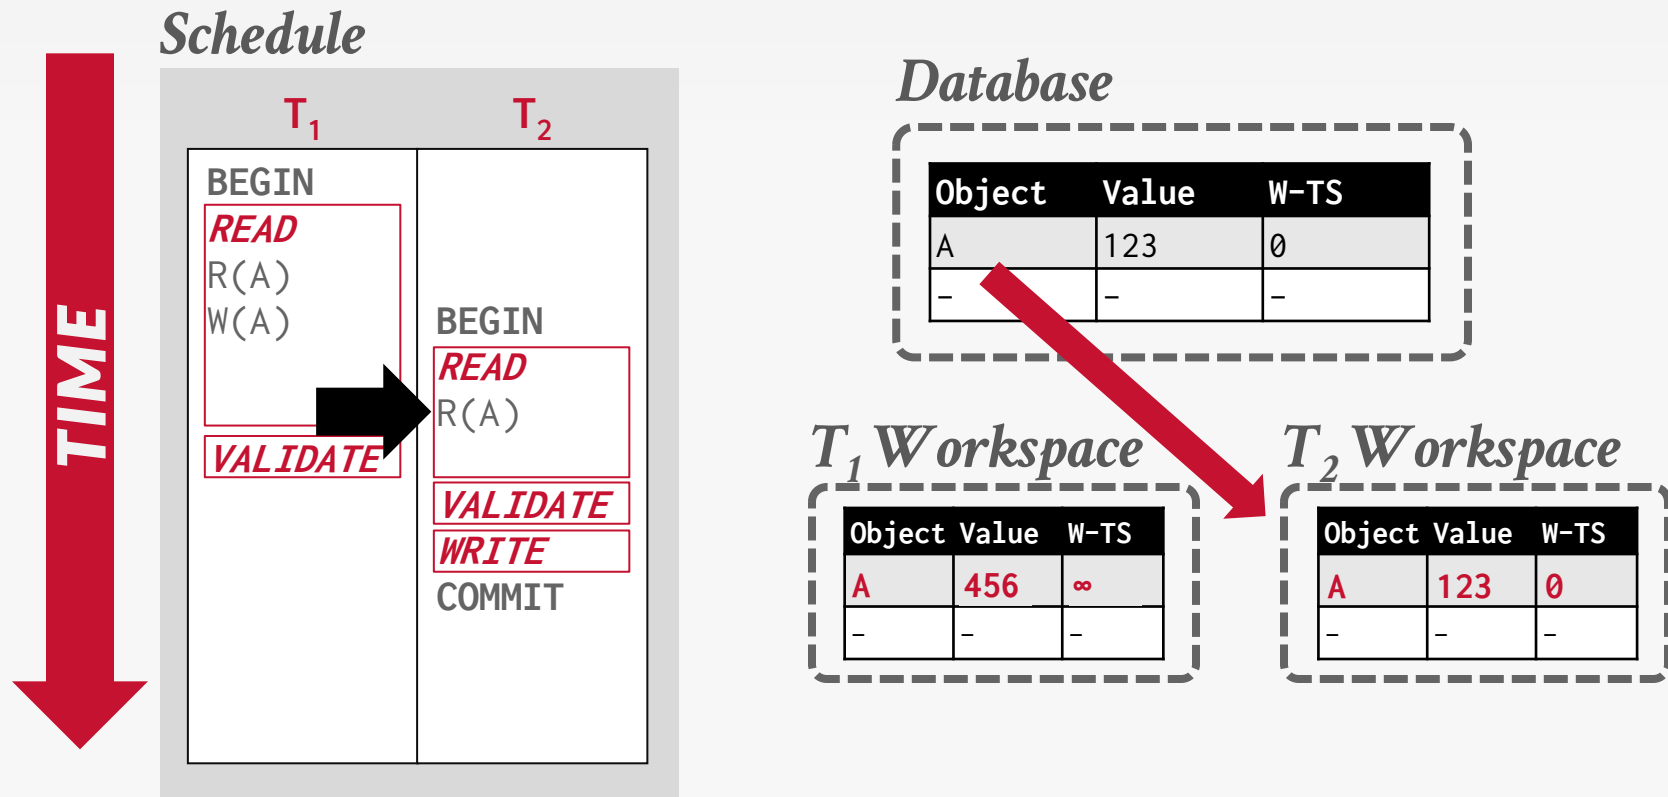 Schedule
TIME
T1
T2
BEGIN
READ
R(A)
W(A)
VALIDATE
BEGIN
READ
R(A)
VALIDATE
WRITE
COMMIT
Database
Object Value W-TS
A 123 0
- - -
T1 Workspace
Object Value W-TS
A 456 ∞
- - -
T2 Workspace
Object Value W-TS
A 123 0
- - -